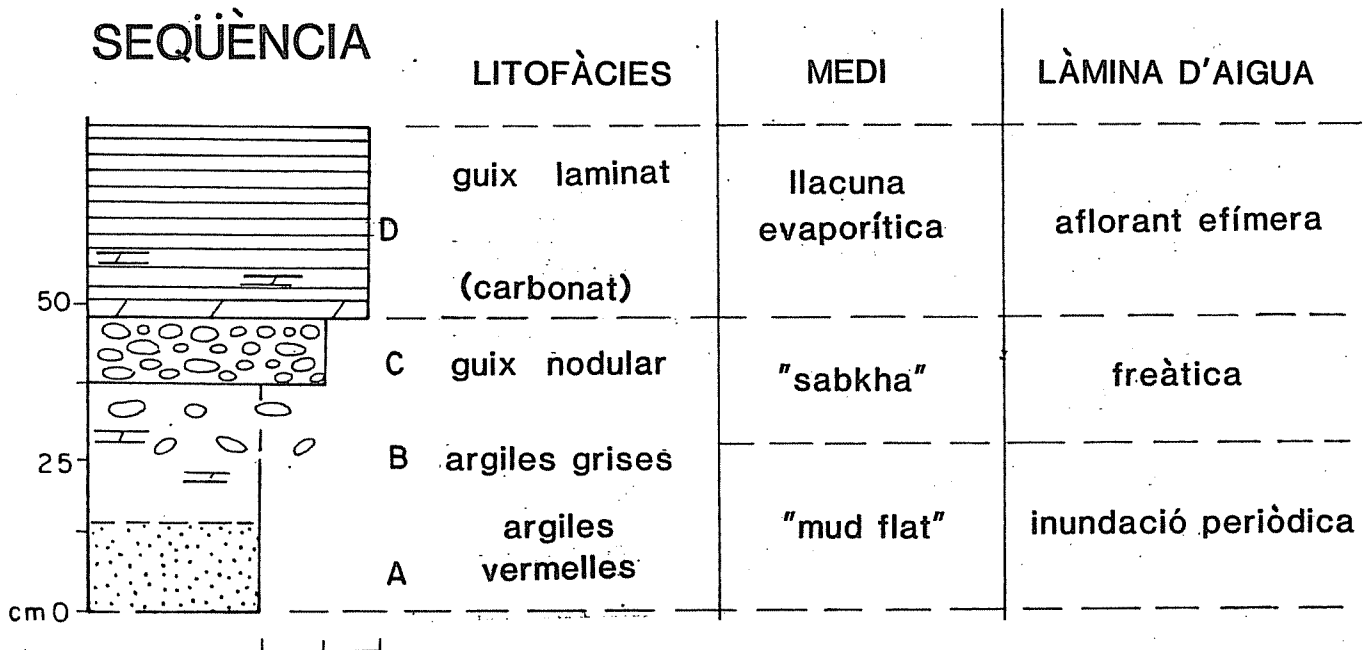 SEQÜÈNCIA
LITOFÀCIES
MEDI
LÀMINA D'AIGUA
guix laminat
llacuna
evaporítica
aflorant efímera
D
(carbonat)
50
C
guix nodular
"sabkha"
freàtica
25
B
argiles grises
argiles
vermelles
"mud flat"
inundació periòdica
A
cm 0